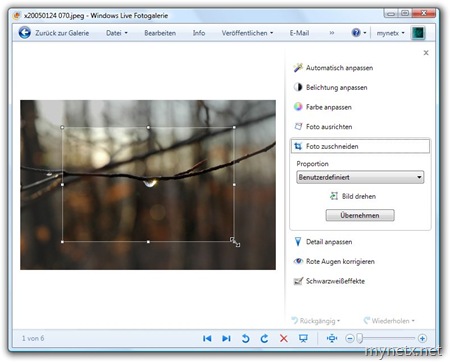 x20050124 070.jpeg - Windows Live Fotogalerie
Zurück zur Galerie Datei Bearbeiten Info Veröffentlichen E-Mail » mynetx
Automatisch anpassen
Belichtung anpassen
Farbe anpassen
Foto ausrichten
Foto zuschneiden
Proportion
Benutzerdefiniert
Bild drehen
Übernehmen
Detail anpassen
Rote Augen korrigieren
Schwarzweißeffekte
Rückgängig Wiederholen
1 von 6
mynetx.net